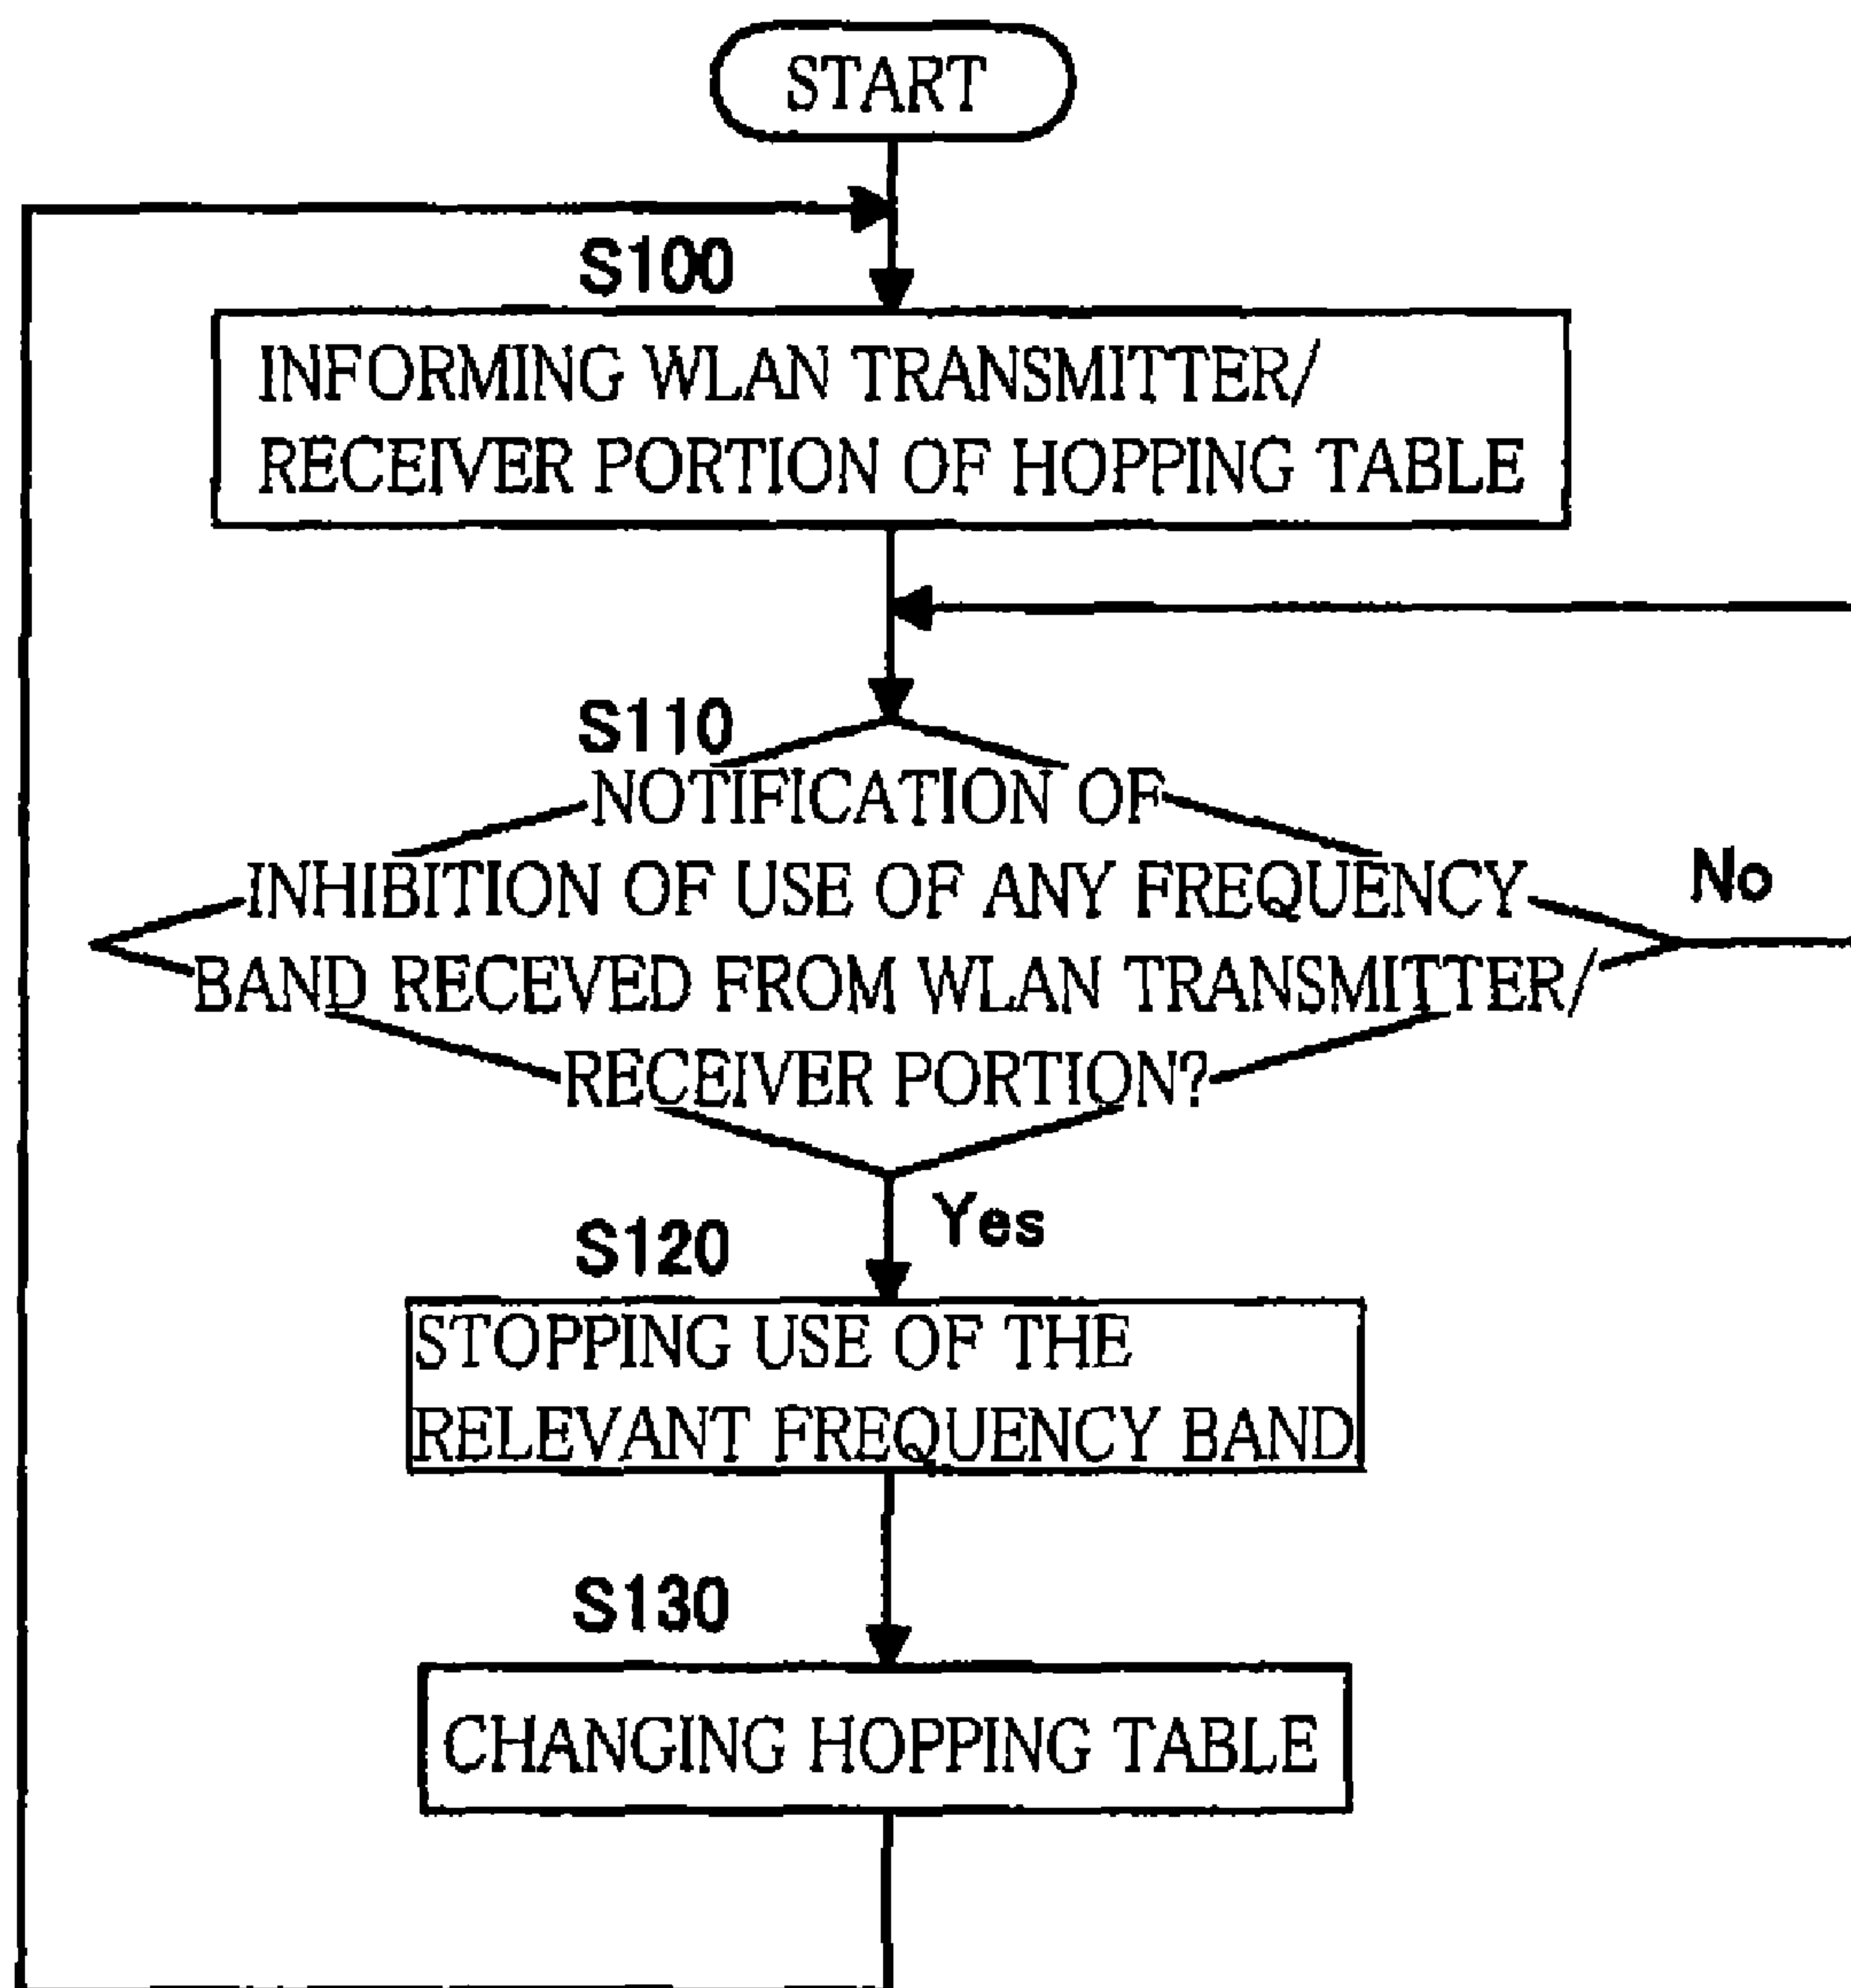 START
S100
INFORMING WLAN TRANSMITTER/
RECEIVER PORTION OF HOPPING TABLE
S110
NOTIFICATION OF
INHIBITION OF USE OF ANY FREQUENCY
No
BAND RECEVED FROM WLAN TRANSMITTER/
RECEIVER PORTION?
Yes
S120
STOPPING USE OF THE
RELEVANT FREQUENCY BAND
S130
CHANGING HOPPING TABLE